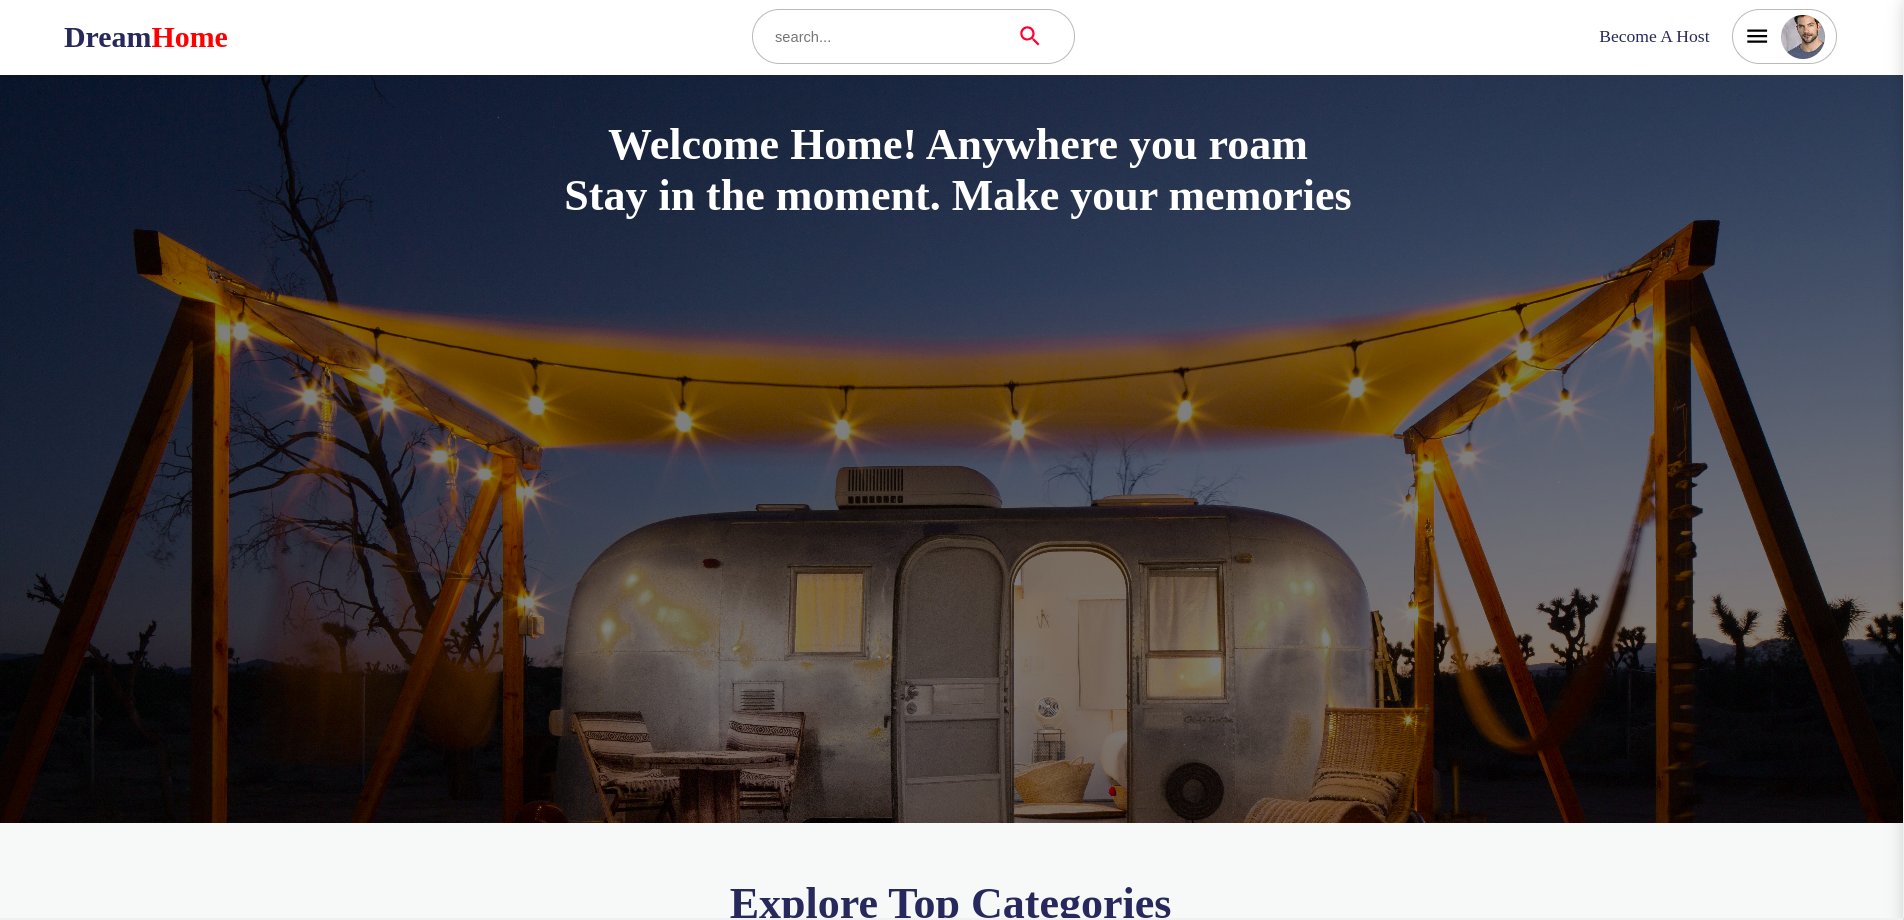 DreamHome
search...
Become A Host
Welcome Home! Anywhere you roam
Stay in the moment. Make your memories
Explore Top Categories